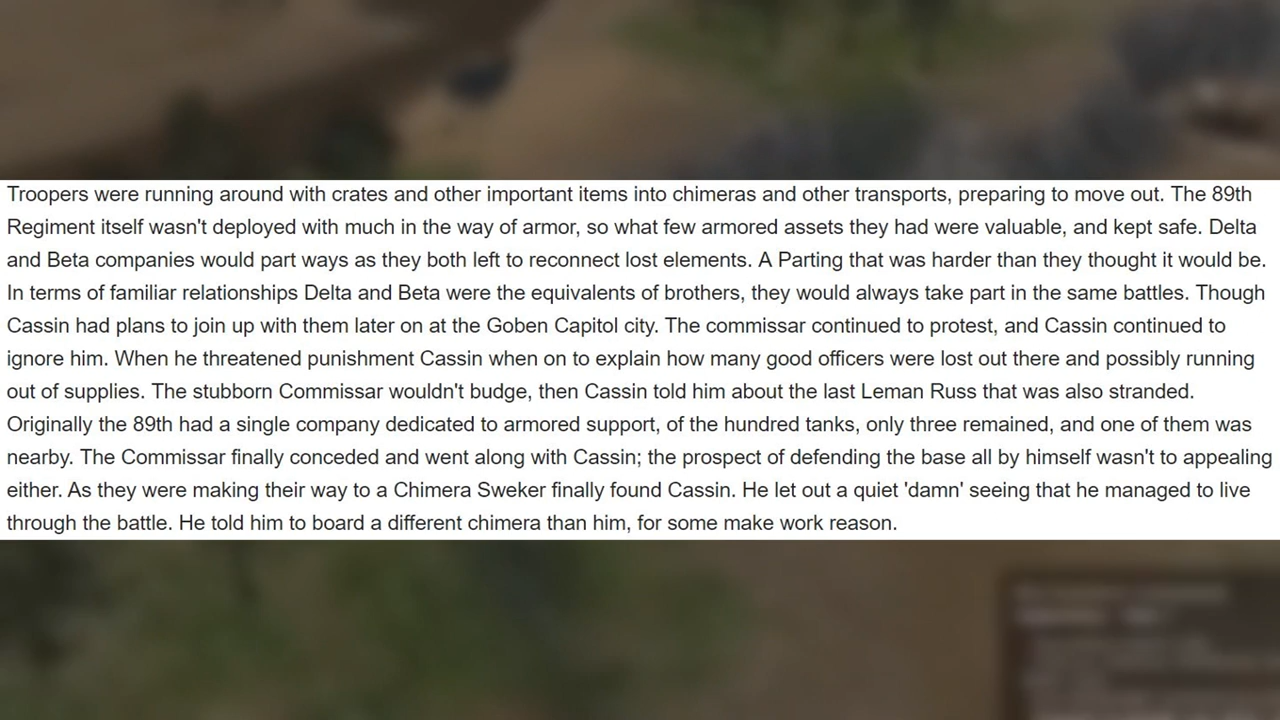 Troopers were running around with crates and other important items into chimeras and other transports, preparing to move out. The 89th
Regiment itself wasn't deployed with much in the way of armor, so what few armored assets they had were valuable, and kept safe. Delta
and Beta companies would part ways as they both left to reconnect lost elements. A Parting that was harder than they thought it would be.
In terms of familiar relationships Delta and Beta were the equivalents of brothers, they would always take part in the same battles. Though
Cassin had plans to join up with them later on at the Goben Capitol city. The commissar continued to protest, and Cassin continued to
ignore him. When he threatened punishment Cassin when on to explain how many good officers were lost out there and possibly running
out of supplies. The stubborn Commissar wouldn't budge, then Cassin told him about the last Leman Russ that was also stranded.
Originally the 89th had a single company dedicated to armored support, of the hundred tanks, only three remained, and one of them was
nearby. The Commissar finally conceded and went along with Cassin; the prospect of defending the base all by himself wasn't to appealing
either. As they were making their way to a Chimera Sweker finally found Cassin. He let out a quiet 'damn' seeing that he managed to live
through the battle. He told him to board a different chimera than him, for some make work reason.